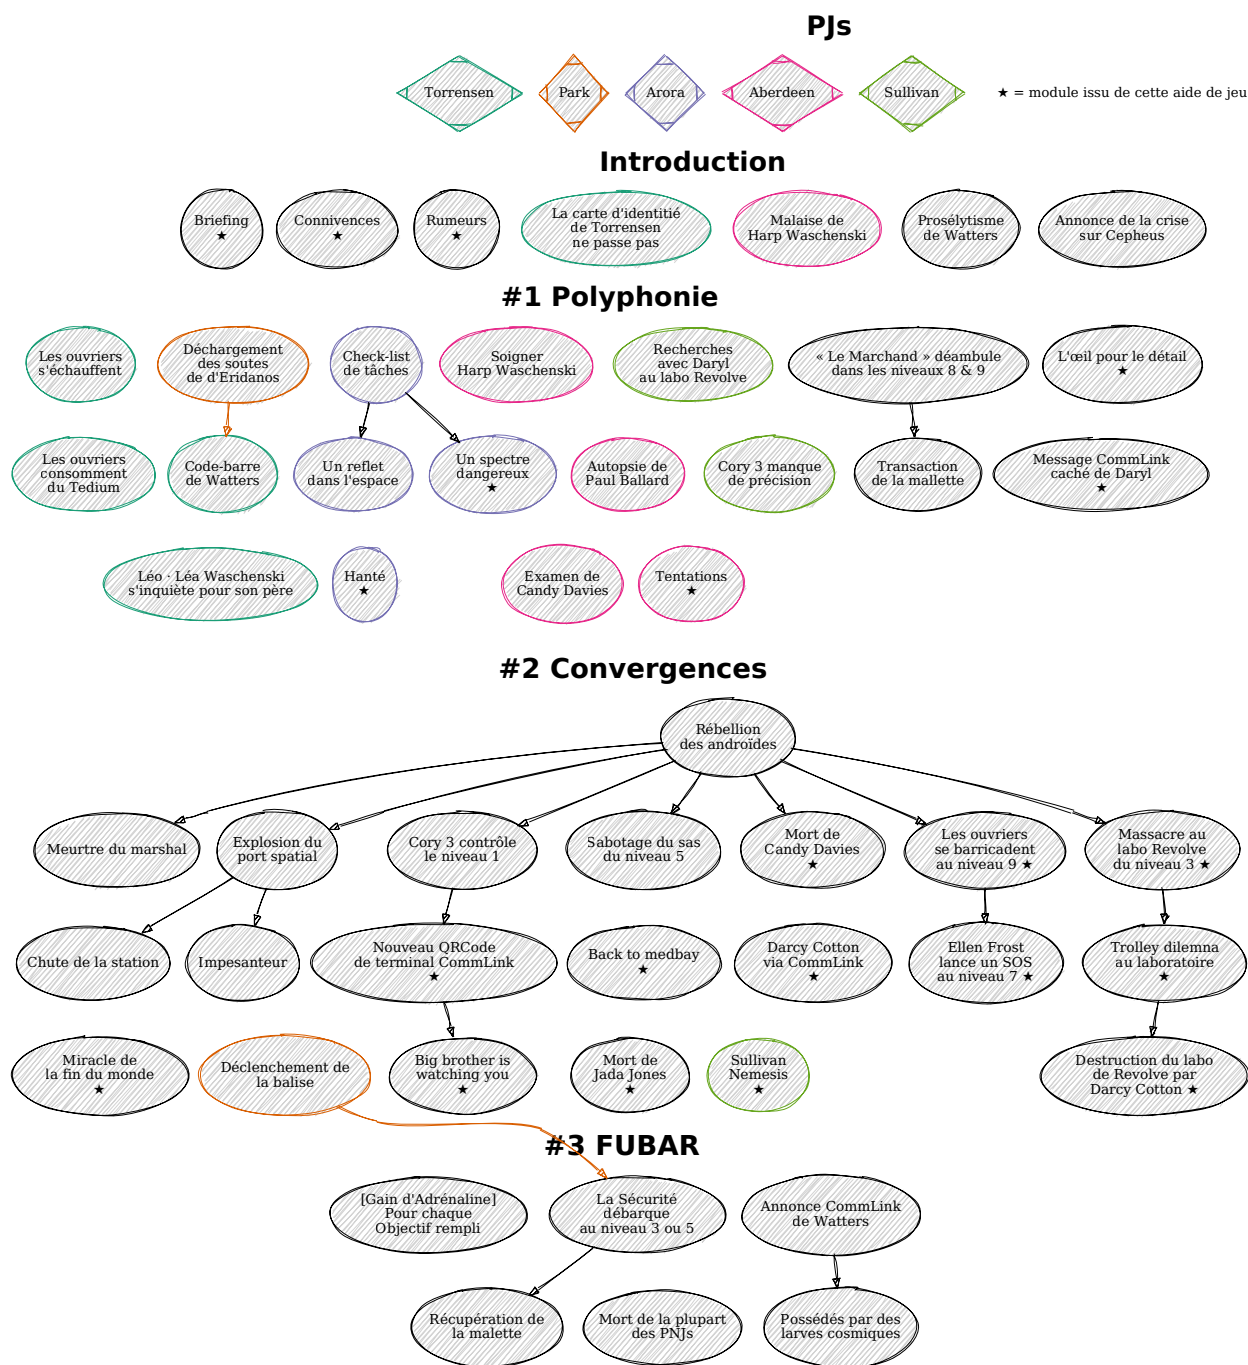 PJs
Torrensen
Park
Arora
Aberdeen
Sullivan
★ = module issu de cette aide de jeu
Introduction
Briefing
★
Connivences
★
Rumeurs
★
La carte d'identitié
de Torrensen
ne passe pas
Malaise de
Harp Waschenski
Prosélytisme
de Watters
Annonce de la crise
sur Cepheus
#1 Polyphonie
Les ouvriers
s'échauffent
Déchargement
des soutes
de d'Eridanos
Check-list
de tâches
Soigner
Harp Waschenski
Recherches
avec Daryl
au labo Revolve
« Le Marchand » déambule
dans les niveaux 8 & 9
L'œil pour le détail
★
Les ouvriers
consomment
du Tedium
Code-barre
de Watters
Un reflet
dans l'espace
Un spectre
dangereux
★
Autopsie de
Paul Ballard
Cory 3 manque
de précision
Transaction
de la mallette
Message CommLink
caché de Daryl
★
Léo · Léa Waschenski
s'inquiète pour son père
Hanté
★
Examen de
Candy Davies
Tentations
★
#2 Convergences
Rébellion
des androïdes
Meurtre du marshal
Explosion du
port spatial
Cory 3 contrôle
le niveau 1
Sabotage du sas
du niveau 5
Mort de
Candy Davies
★
Les ouvriers
se barricadent
au niveau 9 ★
Massacre au
labo Revolve
du niveau 3 ★
Chute de la station
Impesanteur
Nouveau QRCode
de terminal CommLink
★
Back to medbay
★
Darcy Cotton
via CommLink
★
Ellen Frost
lance un SOS
au niveau 7 ★
Trolley dilemna
au laboratoire
★
Miracle de
la fin du monde
★
Déclenchement de
la balise
Big brother is
watching you
★
Mort de
Jada Jones
★
Sullivan
Nemesis
★
Destruction du labo
de Revolve par
Darcy Cotton ★
#3 FUBAR
[Gain d'Adrénaline]
Pour chaque
Objectif rempli
La Sécurité
débarque
au niveau 3 ou 5
Annonce CommLink
de Watters
Récupération de
la malette
Mort de la plupart
des PNJs
Possédés par des
larves cosmiques